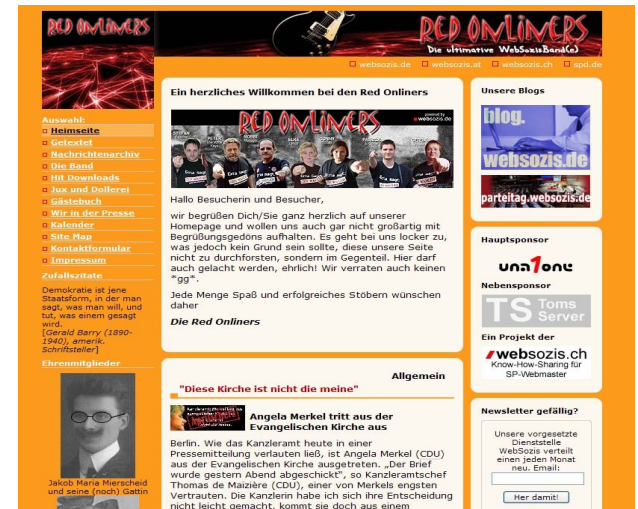 RED ONLINERS
RED ONLINERS
Die ultimative WebSozisBand(e)
websozis.de websozis.at websozis.ch spd.de
Auswahl:
Heimseite
Getextet
Nachrichtenarchiv
Die Band
Hit Downloads
Jux und Dollerei
Gästebuch
Wir in der Presse
Kalender
Site Map
Kontaktformular
Impressum
Zufallszitate
Demokratie ist jene
Staatsform, in der man
sagt, was man will, und
tut, was einem gesagt
wird.
[Gerald Barry (1890-
1940), amerik.
Schriftsteller]
Ehrenmitglieder
Jakob Maria Mierscheid
und seine (noch) Gattin
Ein herzliches Willkommen bei den Red Onliners
RED ONLINERS
powered by
websozis.de
Hallo Besucherin und Besucher,
wir begrüßen Dich/Sie ganz herzlich auf unserer
Homepage und wollen uns auch gar nicht großartig mit
Begrüßungsgedöns aufhalten. Es geht bei uns locker zu,
was jedoch kein Grund sein sollte, diese unsere Seite
nicht zu durchforsten, sondern im Gegenteil. Hier darf
auch gelacht werden, ehrlich! Wir verraten auch keinen
*gg*.
Jede Menge Spaß und erfolgreiches Stöbern wünschen
daher
Die Red Onliners
Allgemein
"Diese Kirche ist nicht die meine"
Angela Merkel tritt aus der
Evangelischen Kirche aus
Berlin. Wie das Kanzleramt heute in einer
Pressemitteilung verlauten ließ, ist Angela Merkel (CDU)
aus der Evangelischen Kirche ausgetreten. „Der Brief
wurde gestern Abend abgeschickt", so Kanzleramtschef
Thomas de Maizière (CDU), einer von Merkels engsten
Vertrauten. Die Kanzlerin habe ich sich ihre Entscheidung
nicht leicht gemacht, kommt sie doch aus einem
Unsere Blogs
blog.
websozis.de
parteitag.websozis.de
Hauptsponsor
una1one
Nebensponsor
TS Toms
Server
Ein Projekt der
websozis.ch
Know-How-Sharing für
SP-Webmaster
Newsletter gefällig?
Unsere vorgesetzte
Dienststelle
WebSozis verteilt
einen jeden Monat
neu. Email:
Her damit!